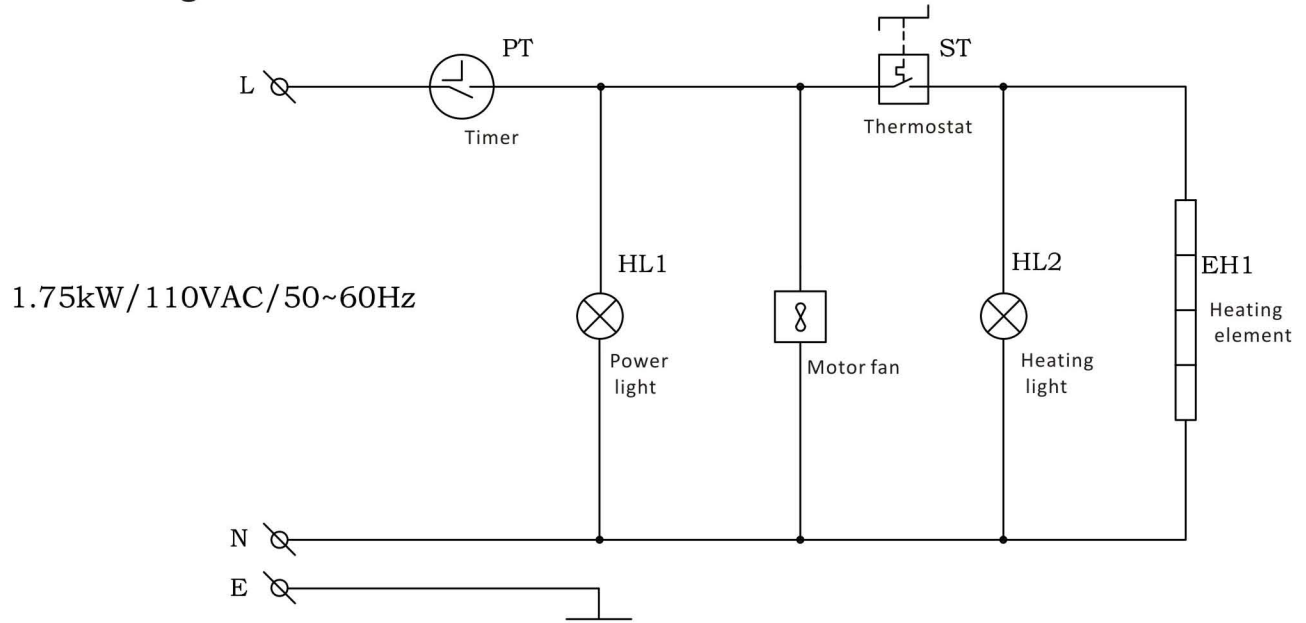 PT
ST
L
Timer
Thermostat
HL1
HL2
EH1
1.75kW/110VAC/50~60Hz
Heating
element
Power
light
Motor fan
Heating
light
N
E